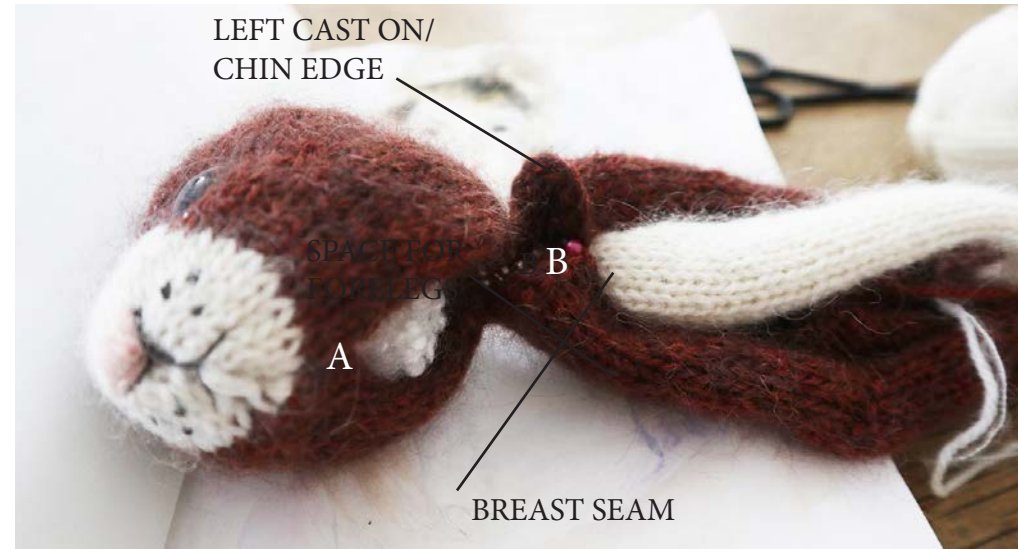 LEFT CAST ON/
CHIN EDGE
SPACE FOR
FORELEGS
B
A
BREAST SEAM